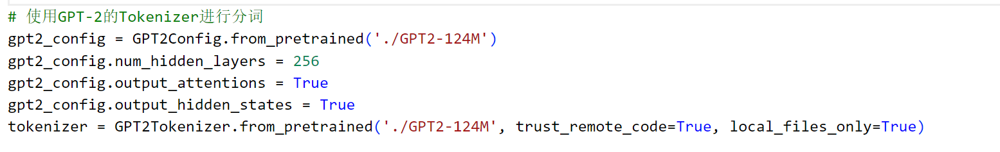 # 使用GPT-2的Tokenizer进行分词
gpt2_config = GPT2Config.from_pretrained('./GPT2-124M')
gpt2_config.num_hidden_layers = 256
gpt2_config.output_attentions = True
gpt2_config.output_hidden_states = True
tokenizer = GPT2Tokenizer.from_pretrained('./GPT2-124M', trust_remote_code=True, local_files_only=True)